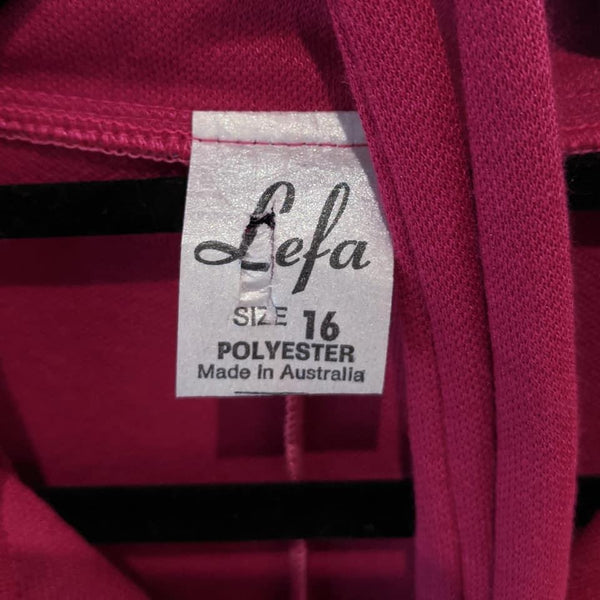 Lefa
SIZE 16
POLYESTER
Made in Australia